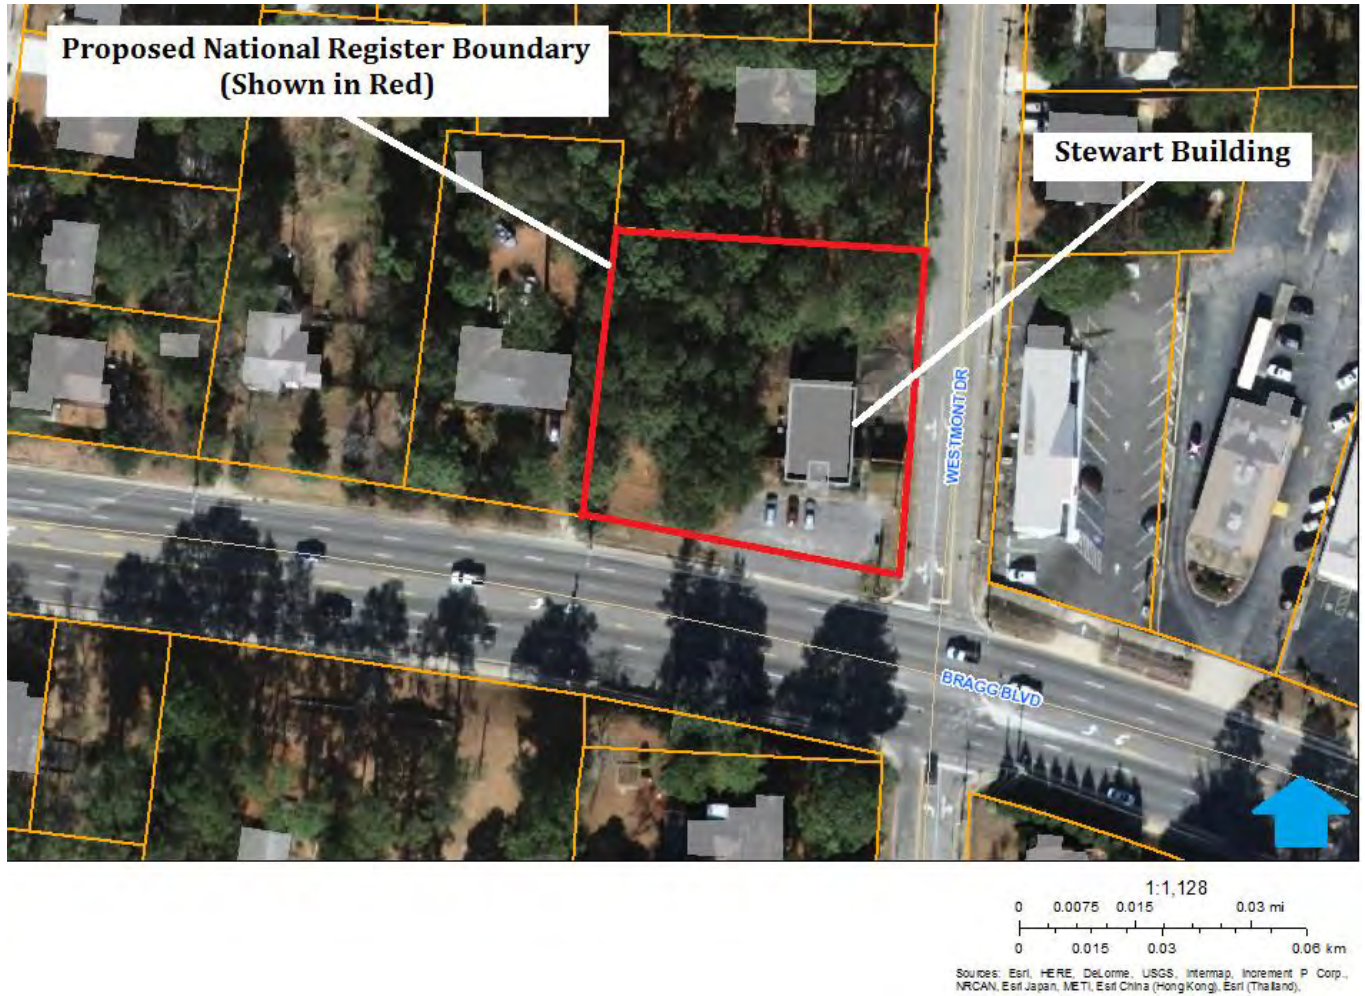 Proposed National Register Boundary
(Shown in Red)
Stewart Building
WESTMONT DR
BRAGG BLVD
1:1,128
0 0.0075 0.015 0.03 mi
0 0.015 0.03 0.06 km
Sources: Esri, HERE, DeLorme, USGS, Intermap, Increment P Corp.,
NRCAN, Esri Japan, METI, Esri China (Hong Kong), Esri (Thailand),